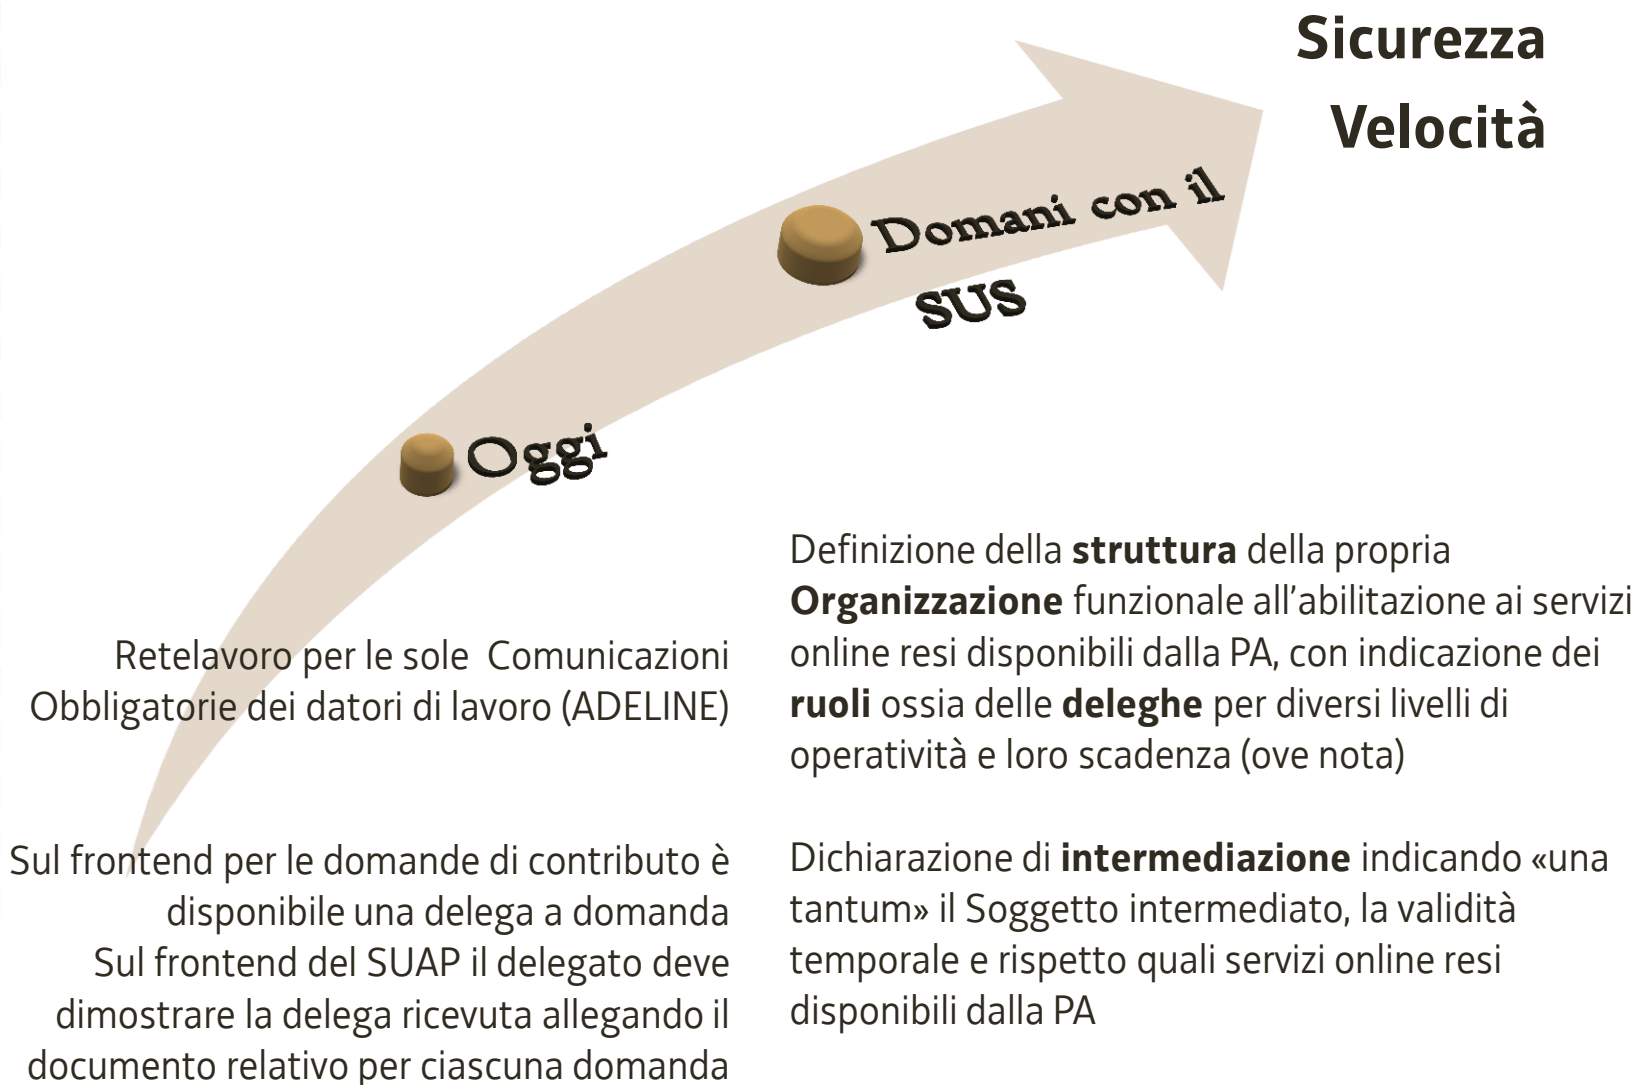 Sicurezza
Velocità
Domani con il
SUS
Oggi
Retelavoro per le sole Comunicazioni
Obbligatorie dei datori di lavoro (ADELINE)
Sul frontend per le domande di contributo è
disponibile una delega a domanda
Sul frontend del SUAP il delegato deve
dimostrare la delega ricevuta allegando il
documento relativo per ciascuna domanda
Definizione della struttura della propria
Organizzazione funzionale all’abilitazione ai servizi
online resi disponibili dalla PA, con indicazione dei
ruoli ossia delle deleghe per diversi livelli di
operatività e loro scadenza (ove nota)
Dichiarazione di intermediazione indicando «una
tantum» il Soggetto intermediato, la validità
temporale e rispetto quali servizi online resi
disponibili dalla PA